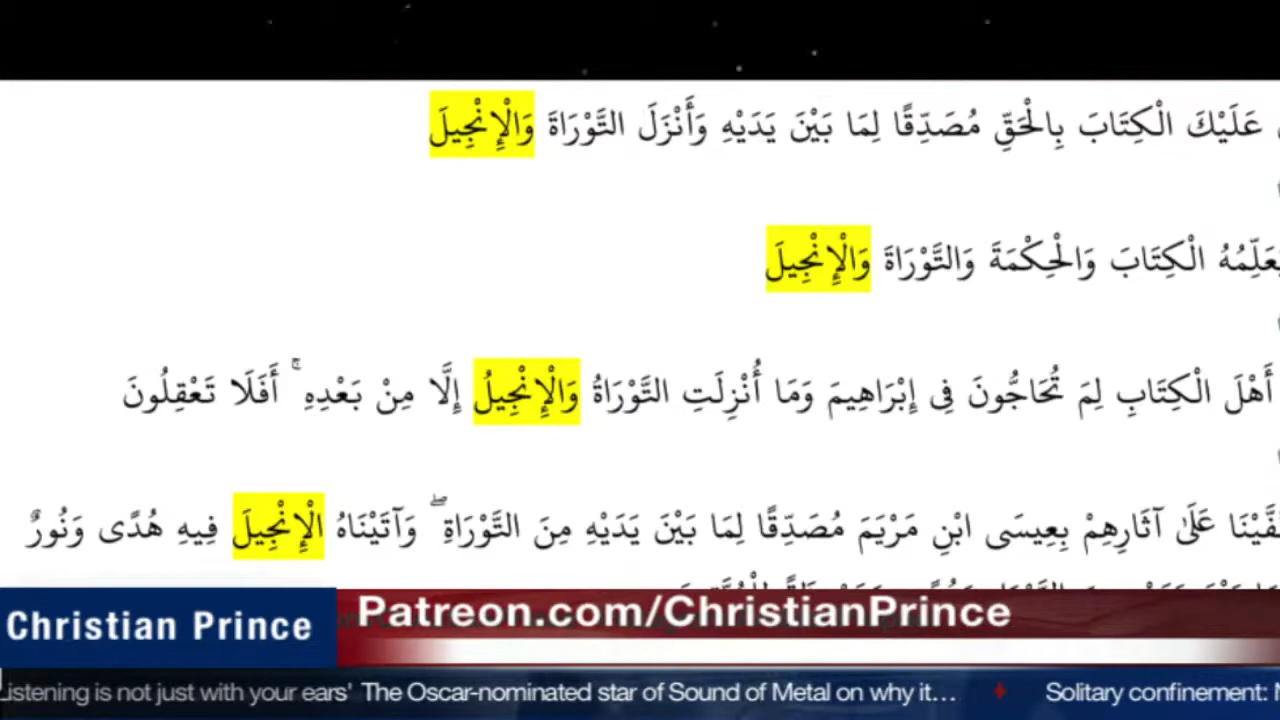 عَلَيْكَ الْكِتَابَ بِالْحَقِّ مُصَدِّقًا لِمَا بَيْنَ يَدَيْهِ وَأَنْزَلَ التَّوْرَاةَ وَالْإِنْجِيلَ
الْكِتَابَ وَالْحِكْمَةَ وَالتَّوْرَاةَ وَالْإِنْجِيلَ
أَهْلَ الْكِتَابِ لِمَ تُحَاجُّونَ فِي إِبْرَاهِيمَ وَمَا أُنْزِلَتِ التَّوْرَاةُ وَالْإِنْجِيلُ إِلَّا مِنْ بَعْدِهِ ۚ أَفَلَا تَعْقِلُونَ
عَلَىٰ آثَارِهِمْ بِعِيسَى ابْنِ مَرْيَمَ مُصَدِّقًا لِمَا بَيْنَ يَدَيْهِ مِنَ التَّوْرَاةِ ۖ وَآتَيْنَاهُ الْإِنْجِيلَ فِيهِ هُدًى وَنُورٌ
Patreon.com/ChristianPrince
Christian Prince
Listening is not just with your ears' The Oscar-nominated star of Sound of Metal on why it… Solitary confinement: